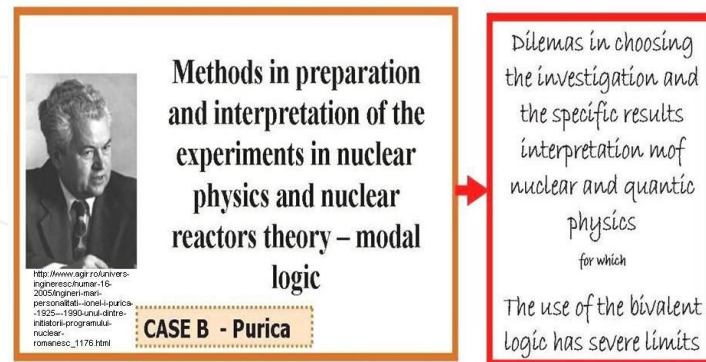 Methods in preparation
and interpretation of the
experiments in nuclear
physics and nuclear
reactors theory – modal
logic
http://www.agir.ro/univers-
ingineresc/numar-16-
2005/ingineri-mari-
personalitati--ionel-i-purica-
-1925---1990-unul-dintre-
initiatorii-programului-
nuclear-
romanesc_1176.html
CASE B - Purica
Dilemas in choosing
the investigation and
the specific results
interpretation mof
nuclear and quantic
physics
for which
The use of the bivalent
logic has severe limits